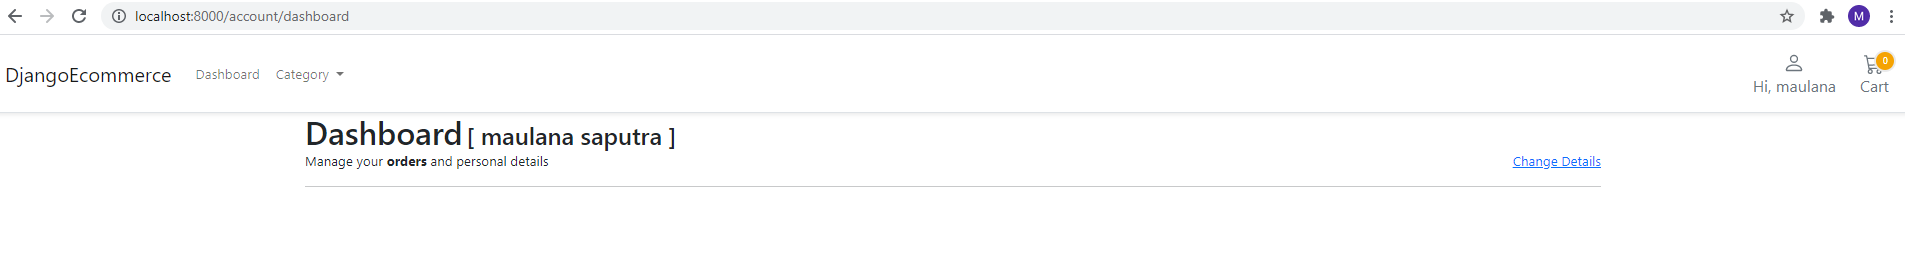 localhost:8000/account/dashboard
M
DjangoEcommerce
Dashboard
Category
Hi, maulana
0
Cart
Dashboard [ maulana saputra ]
Manage your orders and personal details
Change Details